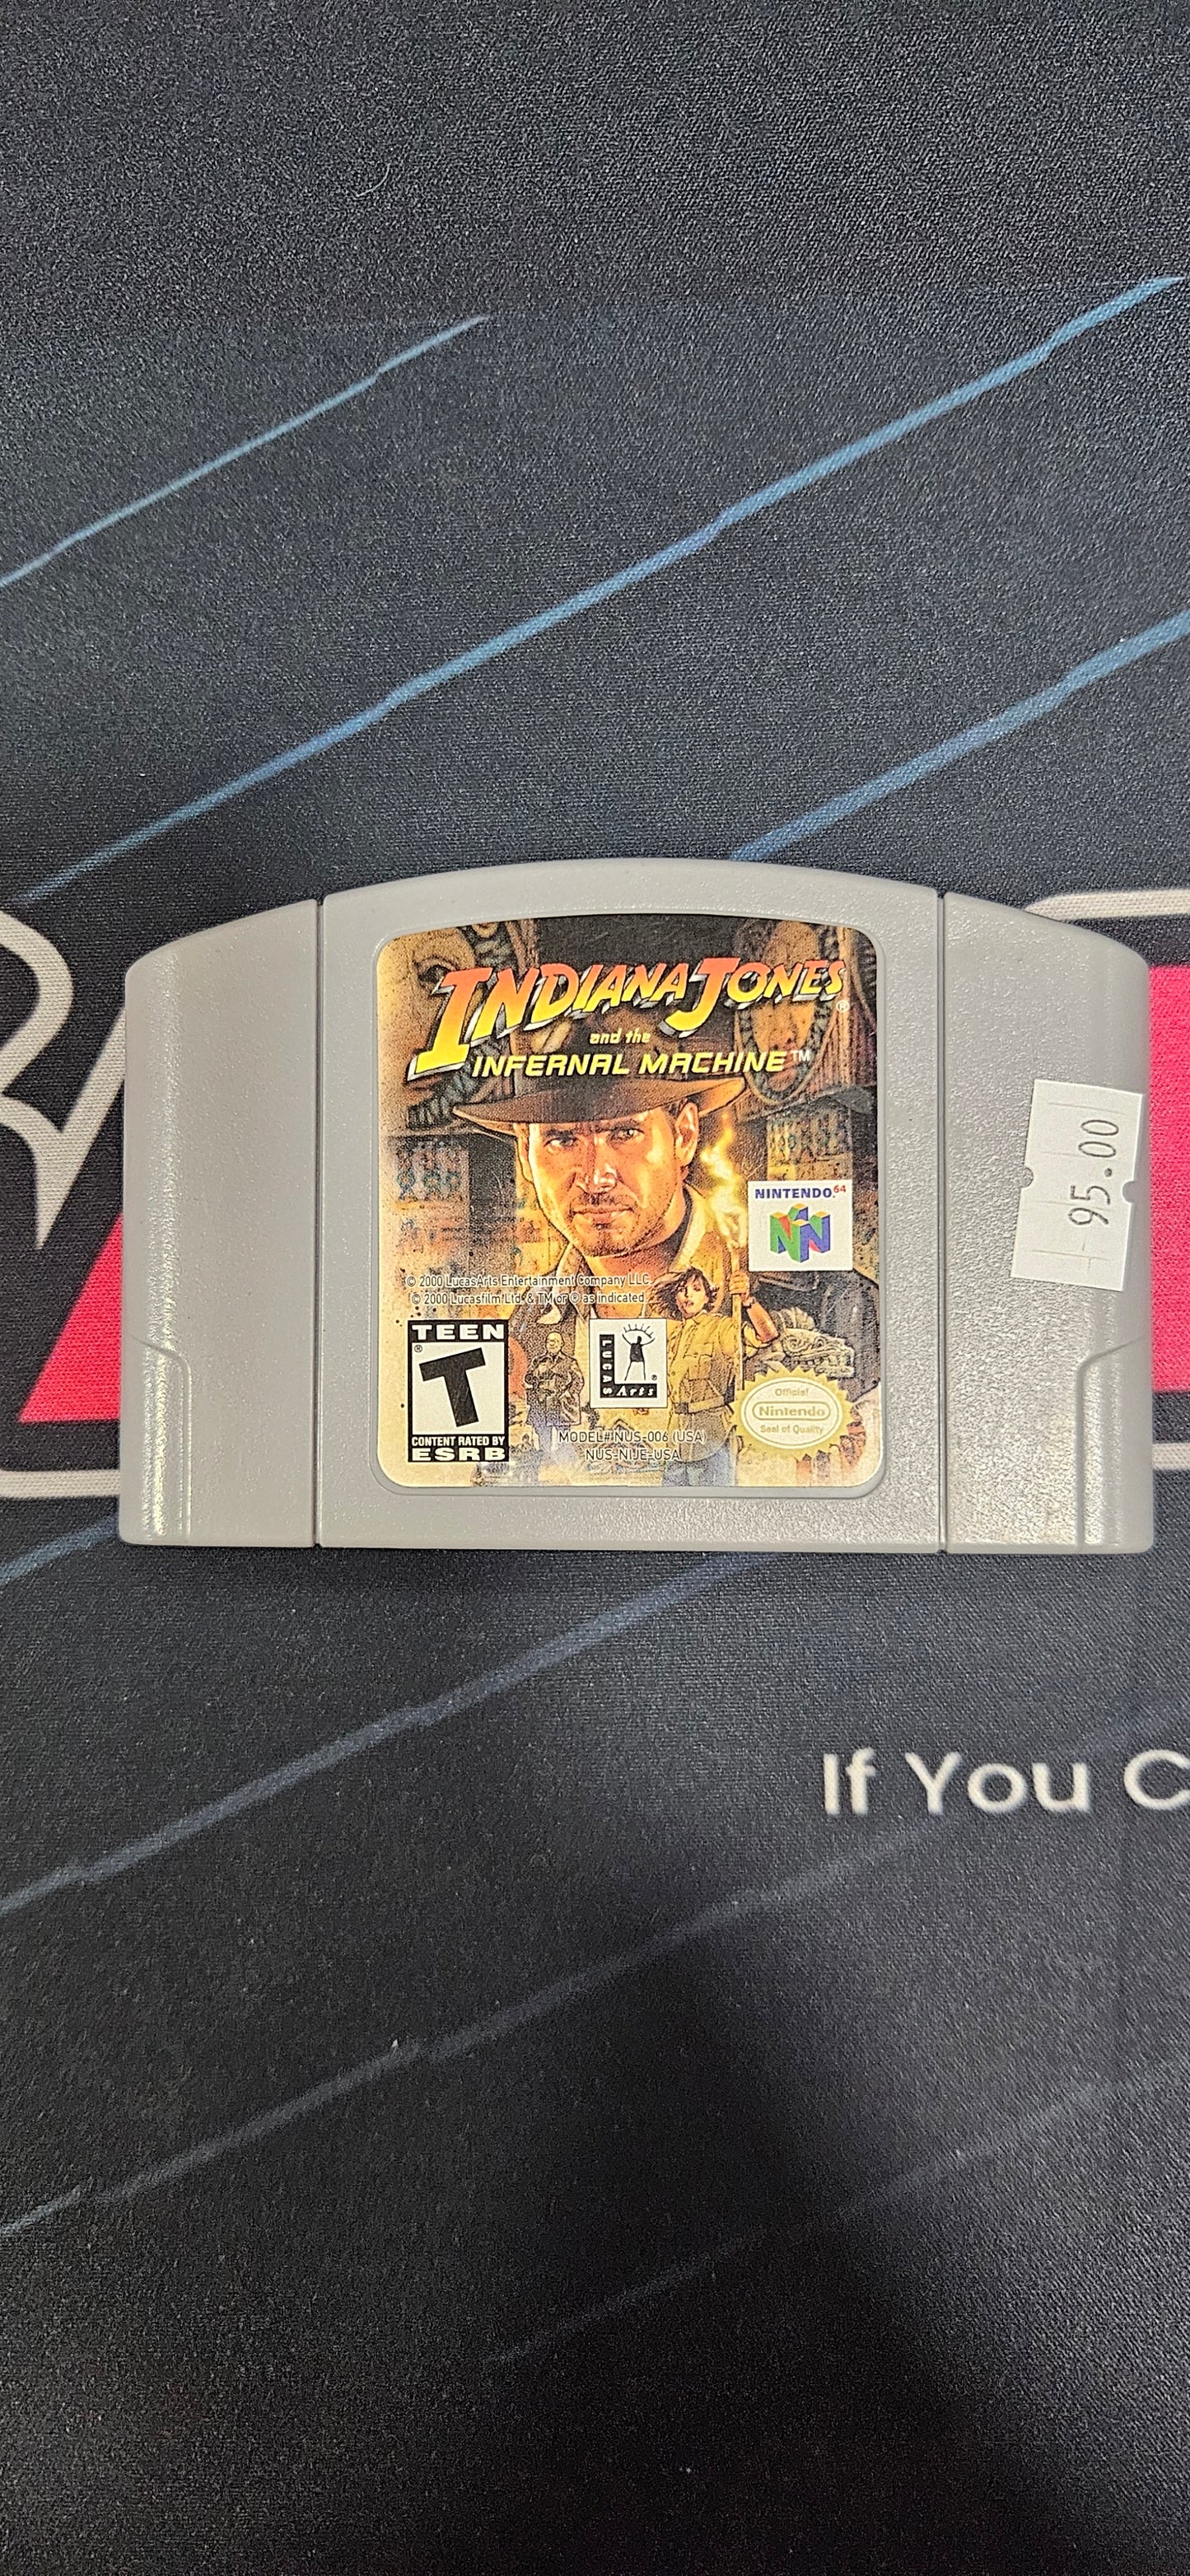 INDIANA JONES®
and the
INFERNAL MACHINE™
95.00
NINTENDO64
© 2000 LucasArts Entertainment Company LLC.
© 2000 Lucasfilm Ltd. & TM or ® as indicated
TEEN
T
®
CONTENT RATED BY
ESRB
LUCAS
Arts
®
Official
Nintendo
Seal of Quality
MODEL# NUS-006 (USA)
NUS-NIJE-USA
If You C